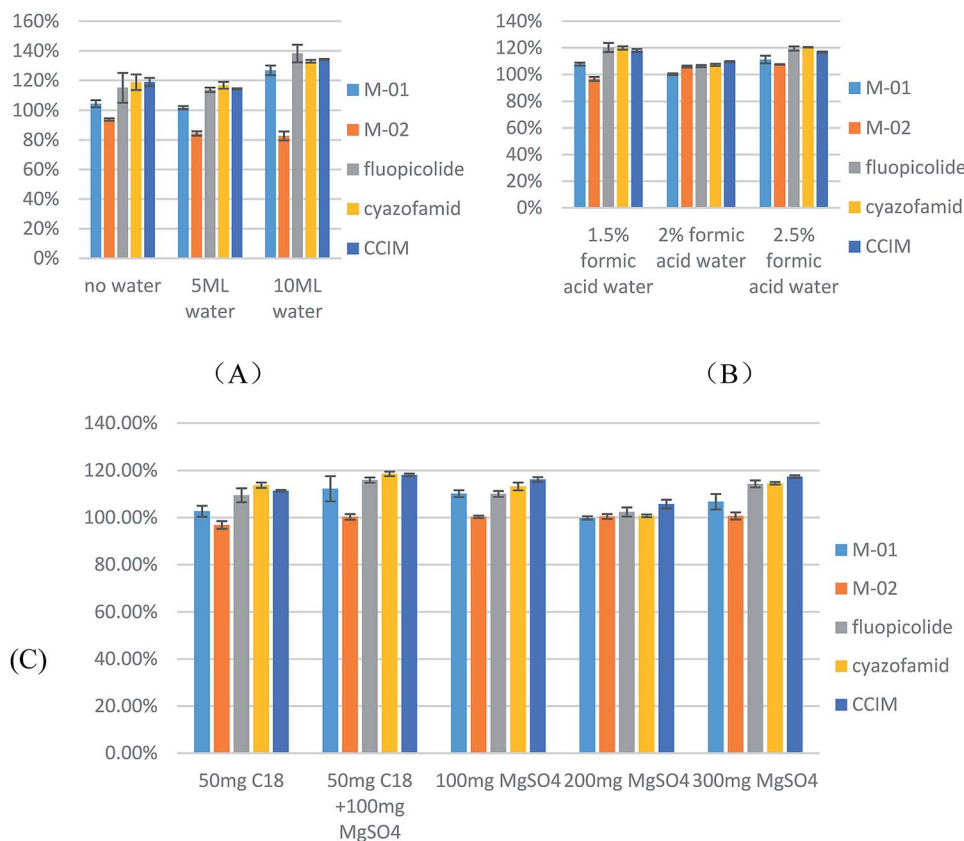 160%
140%
120%
100%
80%
60%
40%
20%
0%
no water
5ML
water
10ML
water
M-01
M-02
fluopicolide
cyazofamid
CCIM
（A）
140%
120%
100%
80%
60%
40%
20%
0%
1.5%
formic
acid water
2% formic
acid water
2.5%
formic
acid water
M-01
M-02
fluopicolide
cyazofamid
CCIM
（B）
140.00%
120.00%
100.00%
80.00%
60.00%
40.00%
20.00%
0.00%
50mg C18
50mg C18
+100mg
MgSO4
100mg MgSO4
200mg MgSO4
300mg MgSO4
M-01
M-02
fluopicolide
cyazofamid
CCIM
(C)